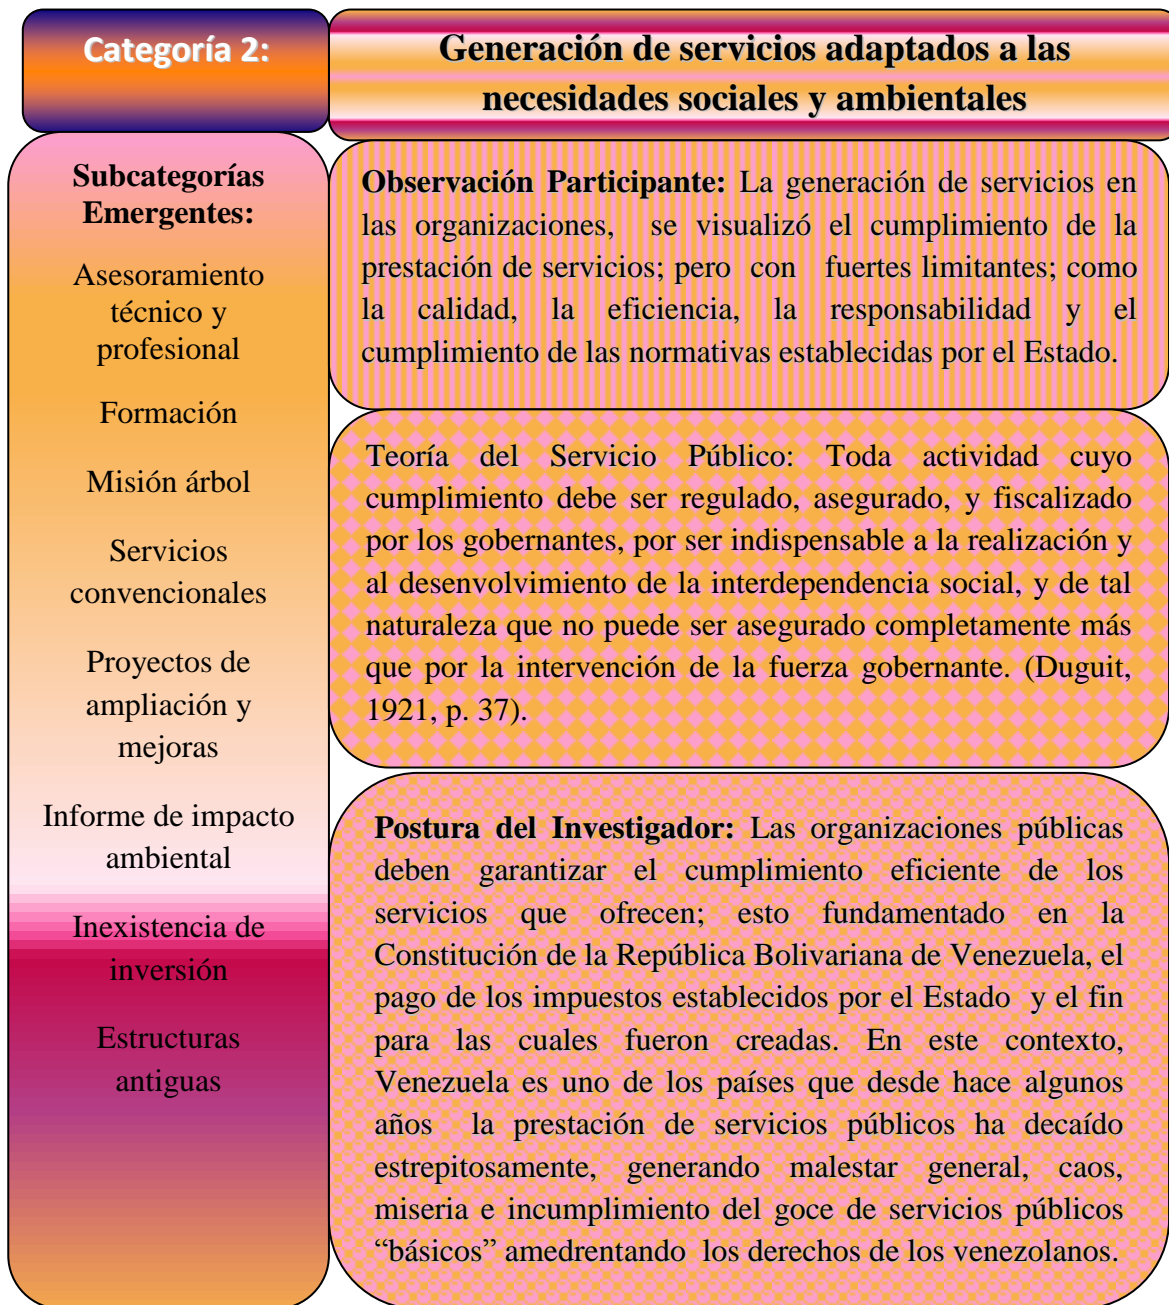 Categoría 2:
Generación de servicios adaptados a las
necesidades sociales y ambientales
Subcategorías
Emergentes:
Asesoramiento
técnico y
profesional
Formación
Misión árbol
Servicios
convencionales
Proyectos de
ampliación y
mejoras
Informe de impacto
ambiental
Inexistencia de
inversión
Estructuras
antiguas
Observación Participante: La generación de servicios en
las organizaciones, se visualizó el cumplimiento de la
prestación de servicios; pero con fuertes limitantes; como
la calidad, la eficiencia, la responsabilidad y el
cumplimiento de las normativas establecidas por el Estado.
Teoría del Servicio Público: Toda actividad cuyo
cumplimiento debe ser regulado, asegurado, y fiscalizado
por los gobernantes, por ser indispensable a la realización y
al desenvolvimiento de la interdependencia social, y de tal
naturaleza que no puede ser asegurado completamente más
que por la intervención de la fuerza gobernante. (Duguit,
1921, p. 37).
Postura del Investigador: Las organizaciones públicas
deben garantizar el cumplimiento eficiente de los
servicios que ofrecen; esto fundamentado en la
Constitución de la República Bolivariana de Venezuela, el
pago de los impuestos establecidos por el Estado y el fin
para las cuales fueron creadas. En este contexto,
Venezuela es uno de los países que desde hace algunos
años la prestación de servicios públicos ha decaído
estrepitosamente, generando malestar general, caos,
miseria e incumplimiento del goce de servicios públicos
“básicos” amedrentando los derechos de los venezolanos.